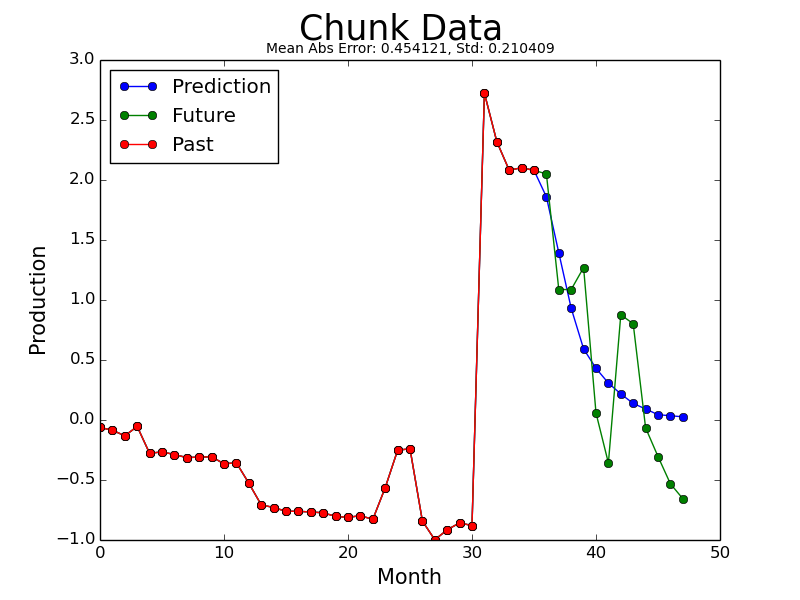 Chunk Data
Mean Abs Error: 0.454121, Std: 0.210409
3.0
2.5
2.0
1.5
1.0
0.5
0.0
−0.5
−1.0
Production
Prediction
Future
Past
0 10 20 30 40 50
Month